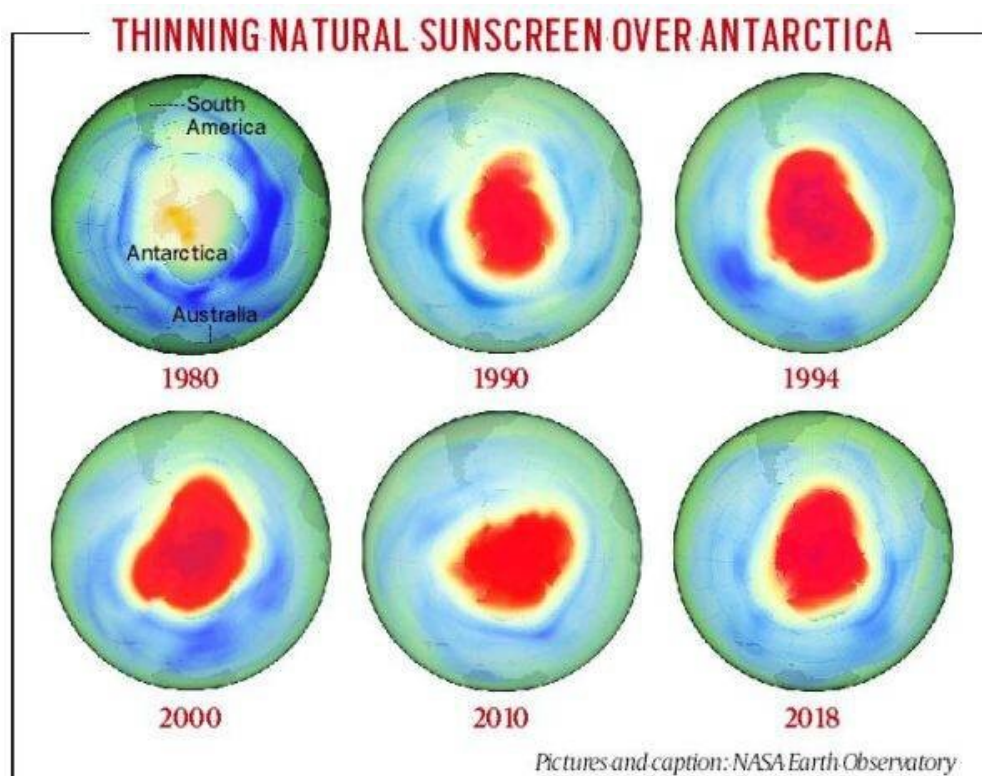 THINNING NATURAL SUNSCREEN OVER ANTARCTICA
South
America
Antarctica
Australia
1980
1990
1994
2000
2010
2018
Pictures and caption: NASA Earth Observatory